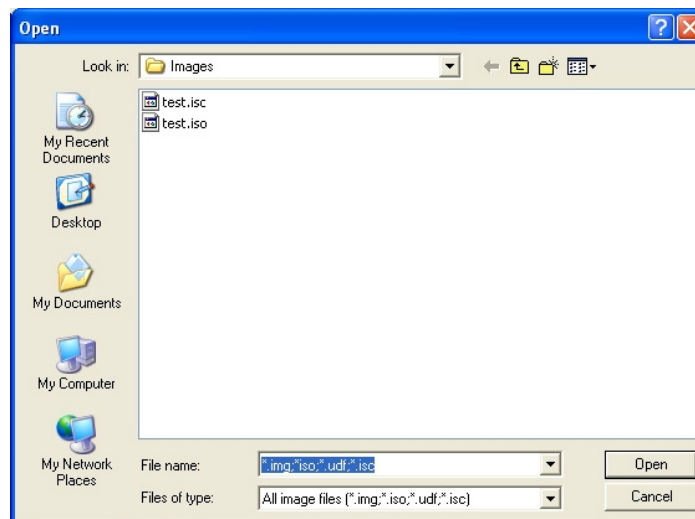 Open
Look in: Images
test.isc
test.iso
My Recent
Documents
Desktop
My Documents
My Computer
My Network
Places
File name: *.img;*iso;*.udf;*.isc
Open
Files of type: All image files (*.img;*.iso;*.udf;*.isc)
Cancel